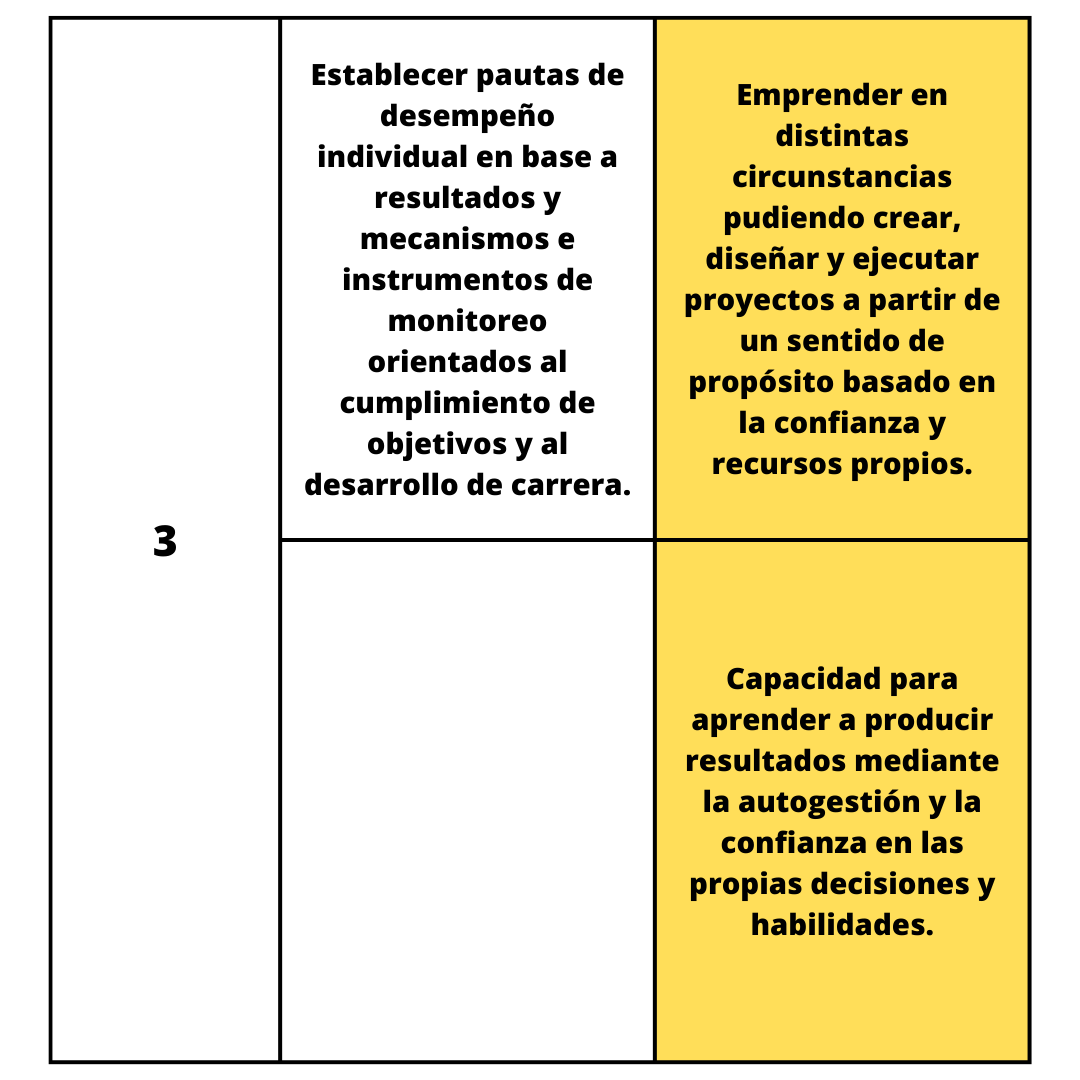 3
Establecer pautas de
desempeño
individual en base a
resultados y
mecanismos e
instrumentos de
monitoreo
orientados al
cumplimiento de
objetivos y al
desarrollo de carrera.
Emprender en
distintas
circunstancias
pudiendo crear,
diseñar y ejecutar
proyectos a partir de
un sentido de
propósito basado en
la confianza y
recursos propios.
Capacidad para
aprender a producir
resultados mediante
la autogestión y la
confianza en las
propias decisiones y
habilidades.